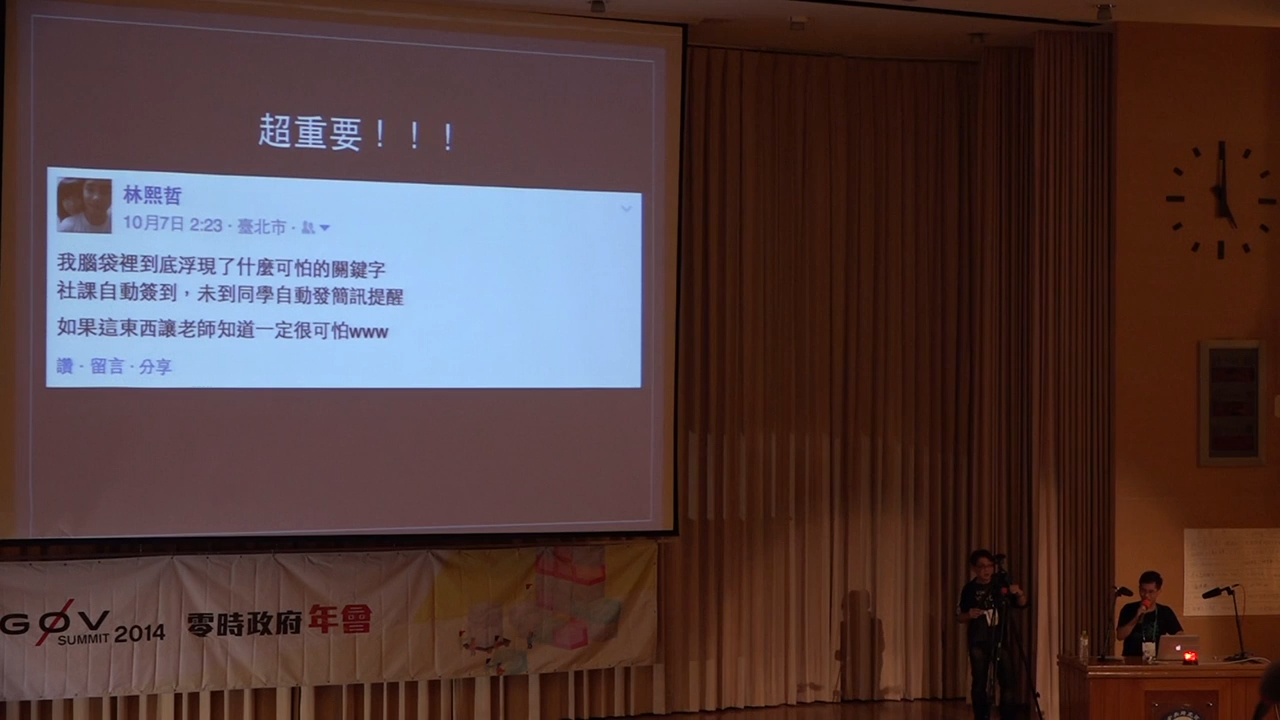 超重要！！！
林熙哲
10月7日 2:23 · 臺北市 ·
我腦袋裡到底浮現了什麼可怕的關鍵字
社課自動簽到，未到同學自動發簡訊提醒
如果這東西讓老師知道一定很可怕www
讚 · 留言 · 分享
GØV
SUMMIT 2014
零時政府年會